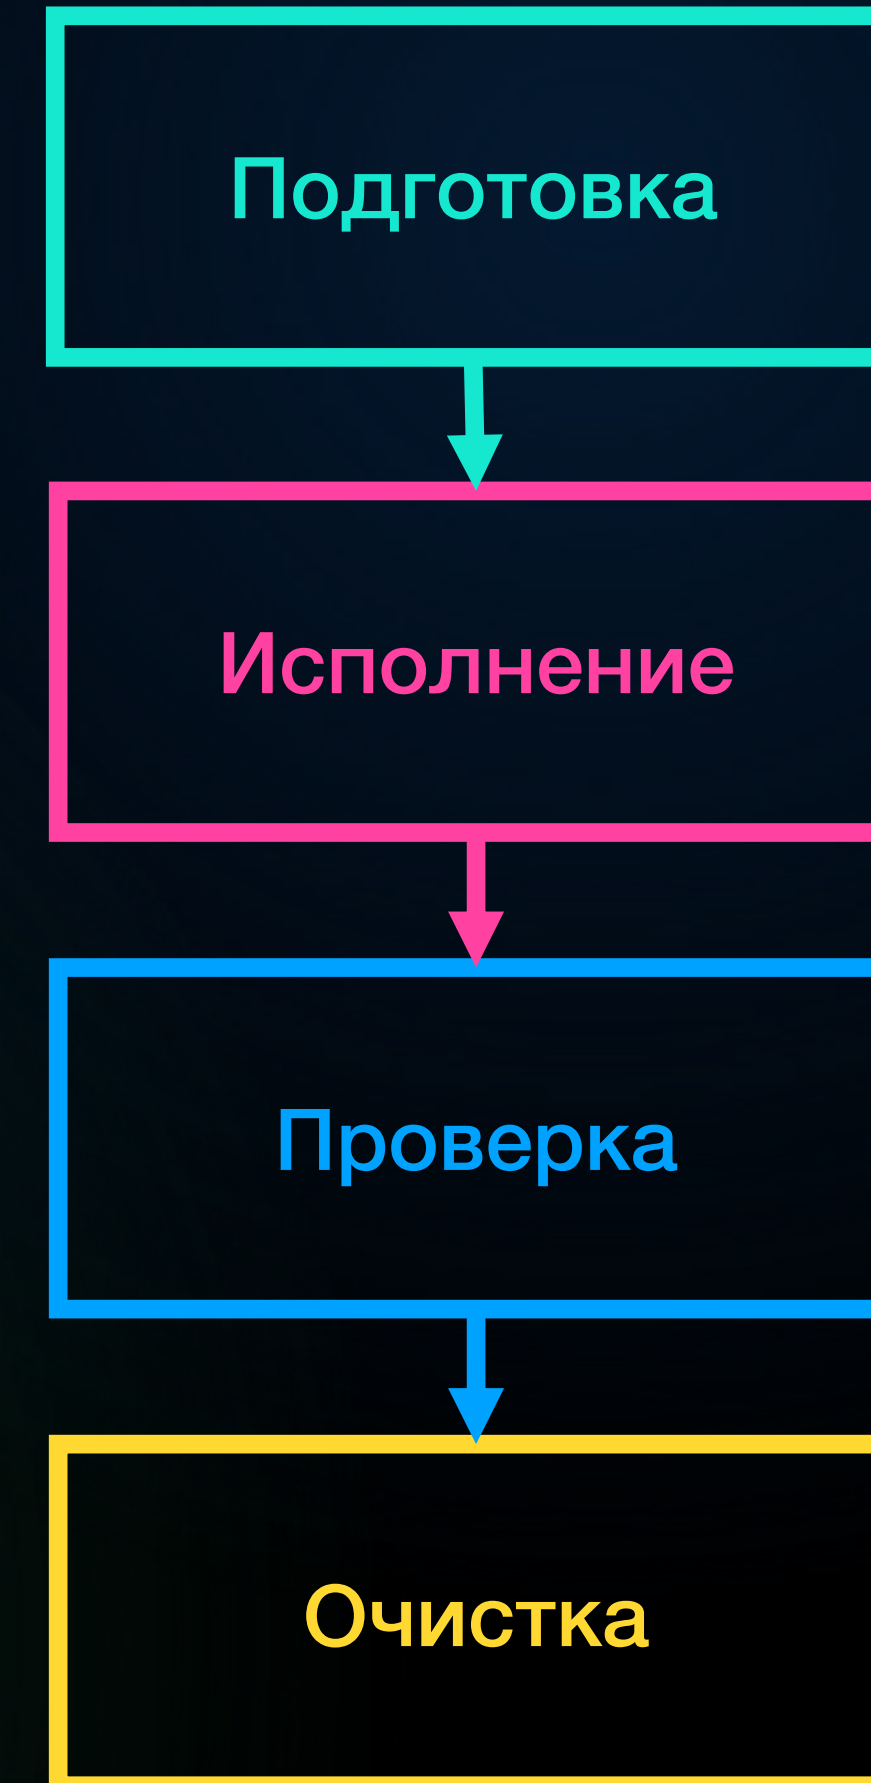 Подготовка
Исполнение
Проверка
Очистка